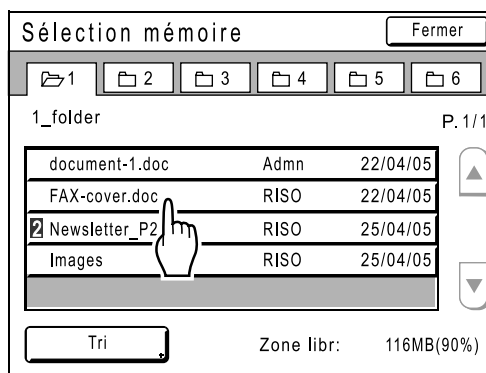 Sélection mémoire Fermer
1 2 3 4 5 6
1_folder P.1/1
document-1.doc Admn 22/04/05
FAX-cover.doc RISO 22/04/05
2 Newsletter_P2 RISO 25/04/05
Images RISO 25/04/05
Tri Zone libr: 116MB(90%)